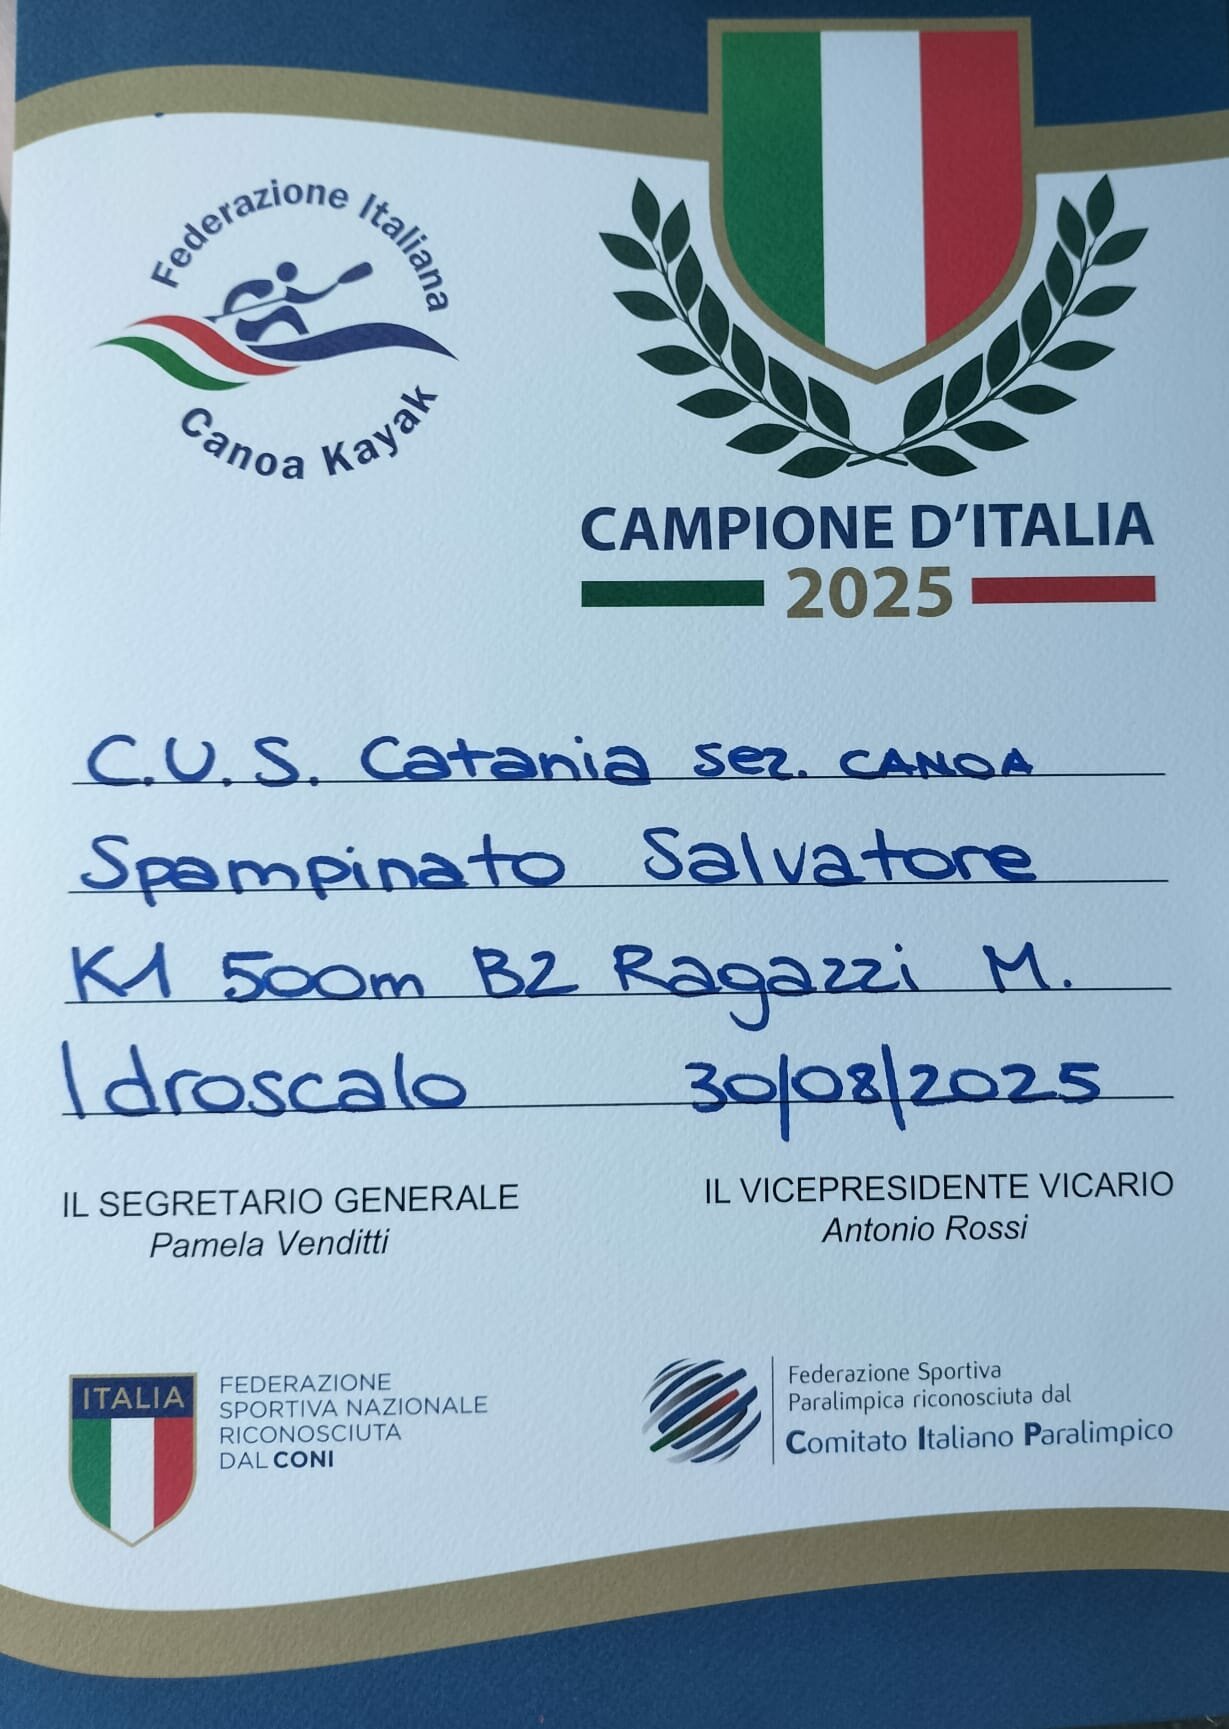 Federazione Italiana
Canoa Kayak
CAMPIONE D'ITALIA
2025
C.U.S. Catania sez. CANOA
Spampinato Salvatore
K1 500m B2 Ragazzi M.
Idroscalo 30/08/2025
IL SEGRETARIO GENERALE
Pamela Venditti
IL VICEPRESIDENTE VICARIO
Antonio Rossi
ITALIA
FEDERAZIONE
SPORTIVA NAZIONALE
RICONOSCIUTA
DAL CONI
Federazione Sportiva
Paralimpica riconosciuta dal
Comitato Italiano Paralimpico